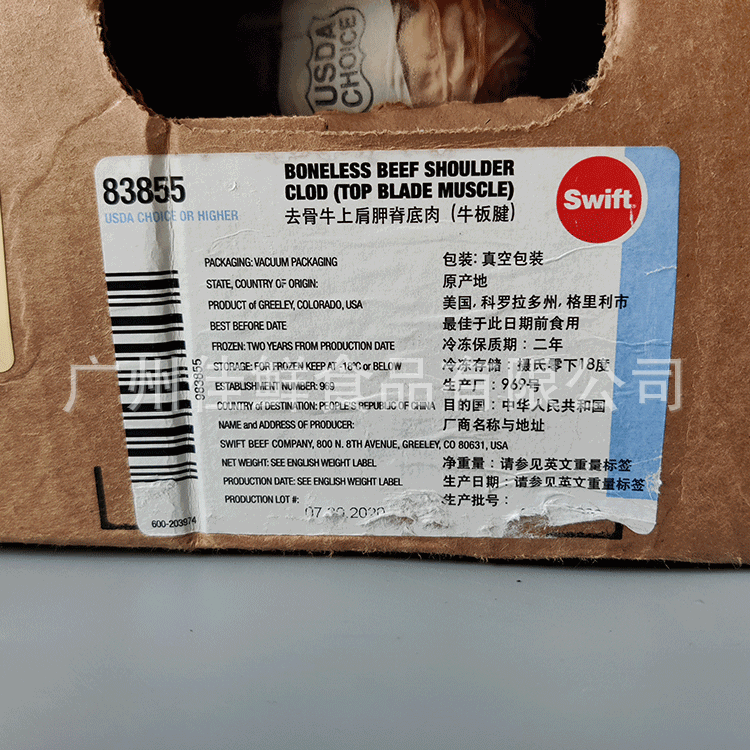 USDA
CHOICE
83855
USDA CHOICE OR HIGHER
BONELESS BEEF SHOULDER
CLOD (TOP BLADE MUSCLE)
去骨牛上肩胛脊底肉 (牛板腱)
Swift
PACKAGING: VACUUM PACKAGING
包装: 真空包装
STATE, COUNTRY OF ORIGIN:
原产地
PRODUCT OF GREELEY, COLORADO, USA
美国, 科罗拉多州, 格里利市
BEST BEFORE DATE
最佳于此日期前食用
FROZEN: TWO YEARS FROM PRODUCTION DATE
冷冻保质期: 二年
STORAGE: FOR FROZEN KEEP AT -18°C or BELOW
冷冻存储: 摄氏零下18度
ESTABLISHMENT NUMBER: 969
生产厂: 969号
COUNTRY OF DESTINATION: PEOPLE'S REPUBLIC OF CHINA
目的国: 中华人民共和国
NAME and ADDRESS OF PRODUCER:
厂商名称与地址
SWIFT BEEF COMPANY, 800 N. 8TH AVENUE, GREELEY, CO 80631, USA
NET WEIGHT: SEE ENGLISH WEIGHT LABEL
净重量: 请参见英文重量标签
PRODUCTION DATE: SEE ENGLISH WEIGHT LABEL
生产日期: 请参见英文重量标签
PRODUCTION LOT #:
生产批号:
983855
600-203974
广州佳鲜食品有限公司